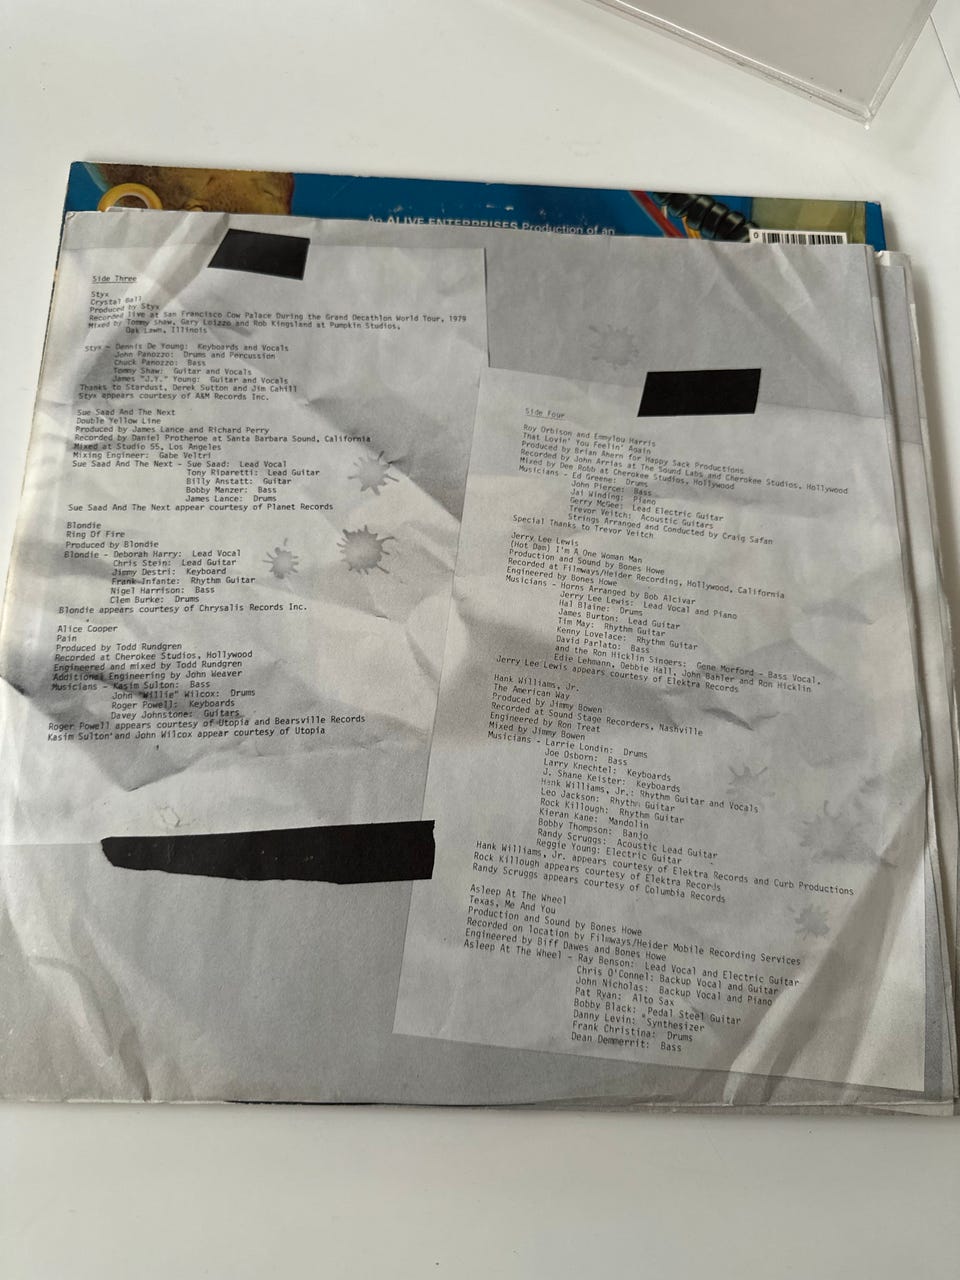 An ALIVE ENTERPRISES Production of an
0
Side Three
Styx
Crystal Ball
Produced by Styx
Recorded live at San Francisco Cow Palace During the Grand Decathlon World Tour, 1979
Mixed by Tommy Shaw, Gary Loizzo and Rob Kingsland at Pumpkin Studios,
Oak Lawn, Illinois
Styx - Dennis De Young: Keyboards and Vocals
John Panozzo: Drums and Percussion
Chuck Panozzo: Bass
Tommy Shaw: Guitar and Vocals
James "J.Y." Young: Guitar and Vocals
Thanks to Stardust, Derek Sutton and Jim Cahill
Styx appears courtesy of A&M Records Inc.
Sue Saad And The Next
Double Yellow Line
Produced by James Lance and Richard Perry
Recorded by Daniel Protheroe at Santa Barbara Sound, California
Mixed at Studio 55, Los Angeles
Mixing Engineer: Gabe Veltri
Sue Saad And The Next - Sue Saad: Lead Vocal
Tony Riparetti: Lead Guitar
Billy Anstatt: Guitar
Bobby Manzer: Bass
James Lance: Drums
Sue Saad And The Next appear courtesy of Planet Records
Blondie
Ring Of Fire
Produced by Blondie
Blondie - Deborah Harry: Lead Vocal
Chris Stein: Lead Guitar
Jimmy Destri: Keyboard
Frank Infante: Rhythm Guitar
Nigel Harrison: Bass
Clem Burke: Drums
Blondie appears courtesy of Chrysalis Records Inc.
Alice Cooper
Pain
Produced by Todd Rundgren
Recorded at Cherokee Studios, Hollywood
Engineered and mixed by Todd Rundgren
Additional Engineering by John Weaver
Musicians - Kasim Sulton: Bass
John "Willie" Wilcox: Drums
Roger Powell: Keyboards
Davey Johnstone: Guitars
Roger Powell appears courtesy of Utopia and Bearsville Records
Kasim Sulton and John Wilcox appear courtesy of Utopia
Side Four
Roy Orbison and Emmylou Harris
That Lovin' You Feelin' Again
Produced by Brian Ahern for Happy Sack Productions
Recorded by John Arrias at The Sound Labs and Cherokee Studios, Hollywood
Mixed by Dee Robb at Cherokee Studios, Hollywood
Musicians - Ed Greene: Drums
John Pierce: Bass
Jai Winding: Piano
Gerry McGee: Lead Electric Guitar
Trevor Veitch: Acoustic Guitars
Strings Arranged and Conducted by Craig Safan
Special Thanks to Trevor Veitch
Jerry Lee Lewis
(Hot Dam) I'm A One Woman Man
Production and Sound by Bones Howe
Recorded at Filmways/Heider Recording, Hollywood, California
Engineered by Bones Howe
Musicians - Horns Arranged by Bob Alcivar
Jerry Lee Lewis: Lead Vocal and Piano
Hal Blaine: Drums
James Burton: Lead Guitar
Tim May: Rhythm Guitar
Kenny Lovelace: Rhythm Guitar
David Parlato: Bass
and the Ron Hicklin Singers: Gene Morford - Bass Vocal,
Edie Lehmann, Debbie Hall, John Bahler and Ron Hicklin
Jerry Lee Lewis appears courtesy of Elektra Records
Hank Williams, Jr.
The American Way
Produced by Jimmy Bowen
Recorded at Sound Stage Recorders, Nashville
Engineered by Ron Treat
Mixed by Jimmy Bowen
Musicians - Larrie Londin: Drums
Joe Osborn: Bass
Larry Knechtel: Keyboards
J. Shane Keister: Keyboards
Hank Williams, Jr.: Rhythm Guitar and Vocals
Leo Jackson: Rhythm Guitar
Rock Killough: Rhythm Guitar
Kieran Kane: Mandolin
Bobby Thompson: Banjo
Randy Scruggs: Acoustic Lead Guitar
Reggie Young: Electric Guitar
Hank Williams, Jr. appears courtesy of Elektra Records and Curb Productions
Rock Killough appears courtesy of Elektra Records
Randy Scruggs appears courtesy of Columbia Records
Asleep At The Wheel
Texas, Me And You
Production and Sound by Bones Howe
Recorded on location by Filmways/Heider Mobile Recording Services
Engineered by Biff Dawes and Bones Howe
Asleep At The Wheel - Ray Benson: Lead Vocal and Electric Guitar
Chris O'Connel: Backup Vocal and Guitar
John Nicholas: Backup Vocal and Piano
Pat Ryan: Alto Sax
Bobby Black: Pedal Steel Guitar
Danny Levin: Synthesizer
Frank Christina: Drums
Dean Demmerrit: Bass